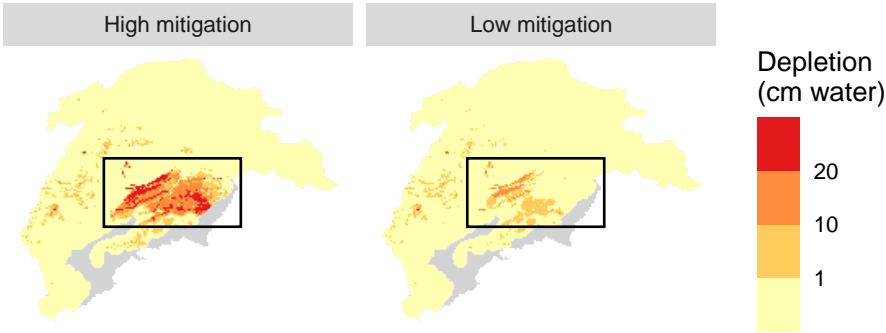 High mitigation
Low mitigation
Depletion
(cm water)
20
10
1